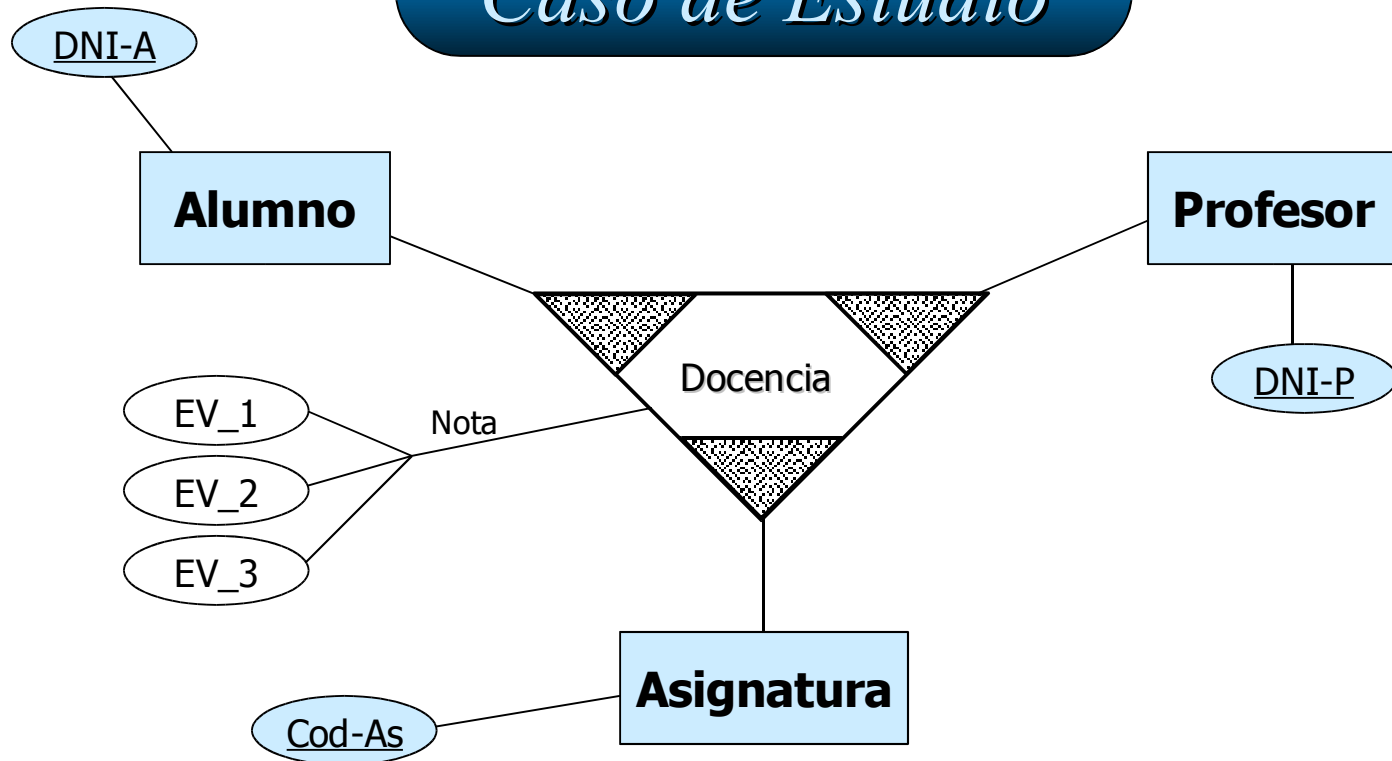 Caso de Estudio
DNI-A
Alumno
Profesor
Docencia
DNI-P
EV_1
Nota
EV_2
EV_3
Asignatura
Cod-As